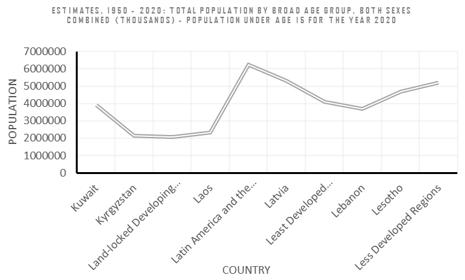 ESTIMATES, 1950 - 2020: TOTAL POPULATION BY BROAD AGE GROUP, BOTH SEXES
COMBINED (THOUSANDS) - POPULATION UNDER AGE 15 FOR THE YEAR 2020
7000000
6000000
5000000
4000000
3000000
2000000
1000000
0
POPULATION
Kuwait
Kyrgyzstan
Land-locked Developing...
Laos
Latin America and the...
Latvia
Least Developed...
Lebanon
Lesotho
Less Developed Regions
COUNTRY